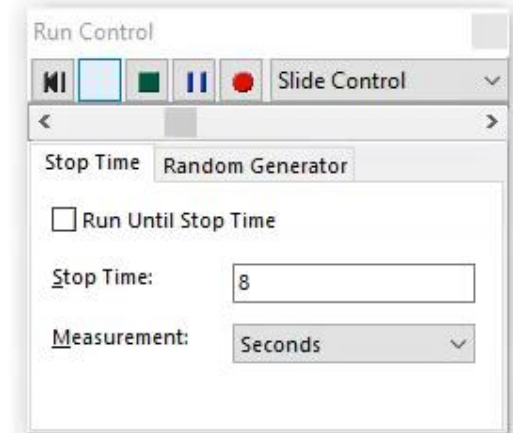 Run Control
Slide Control
Stop Time Random Generator
Run Until Stop Time
Stop Time: 8
Measurement: Seconds